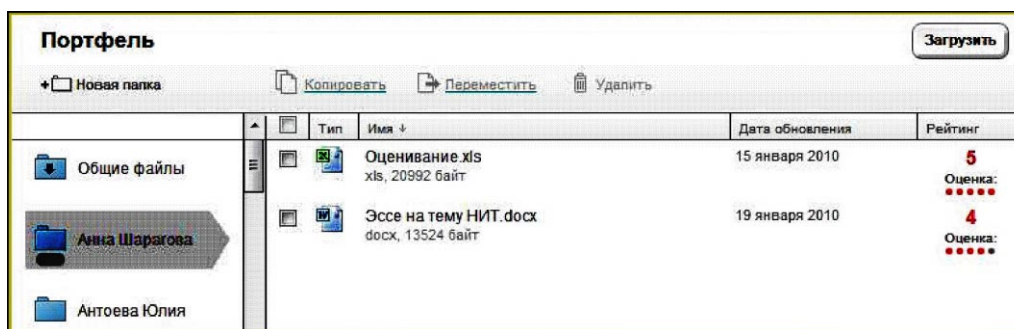 Портфель
Загрузить
Новая папка
Копировать
Переместить
Удалить
Тип
Имя
Дата обновления
Рейтинг
Общие файлы
Анна Шарагова
Антоева Юлия
Оценивание.xls
xls, 20992 байт
15 января 2010
5
Оценка:
Эссе на тему НИТ.docx
docx, 13524 байт
19 января 2010
4
Оценка: